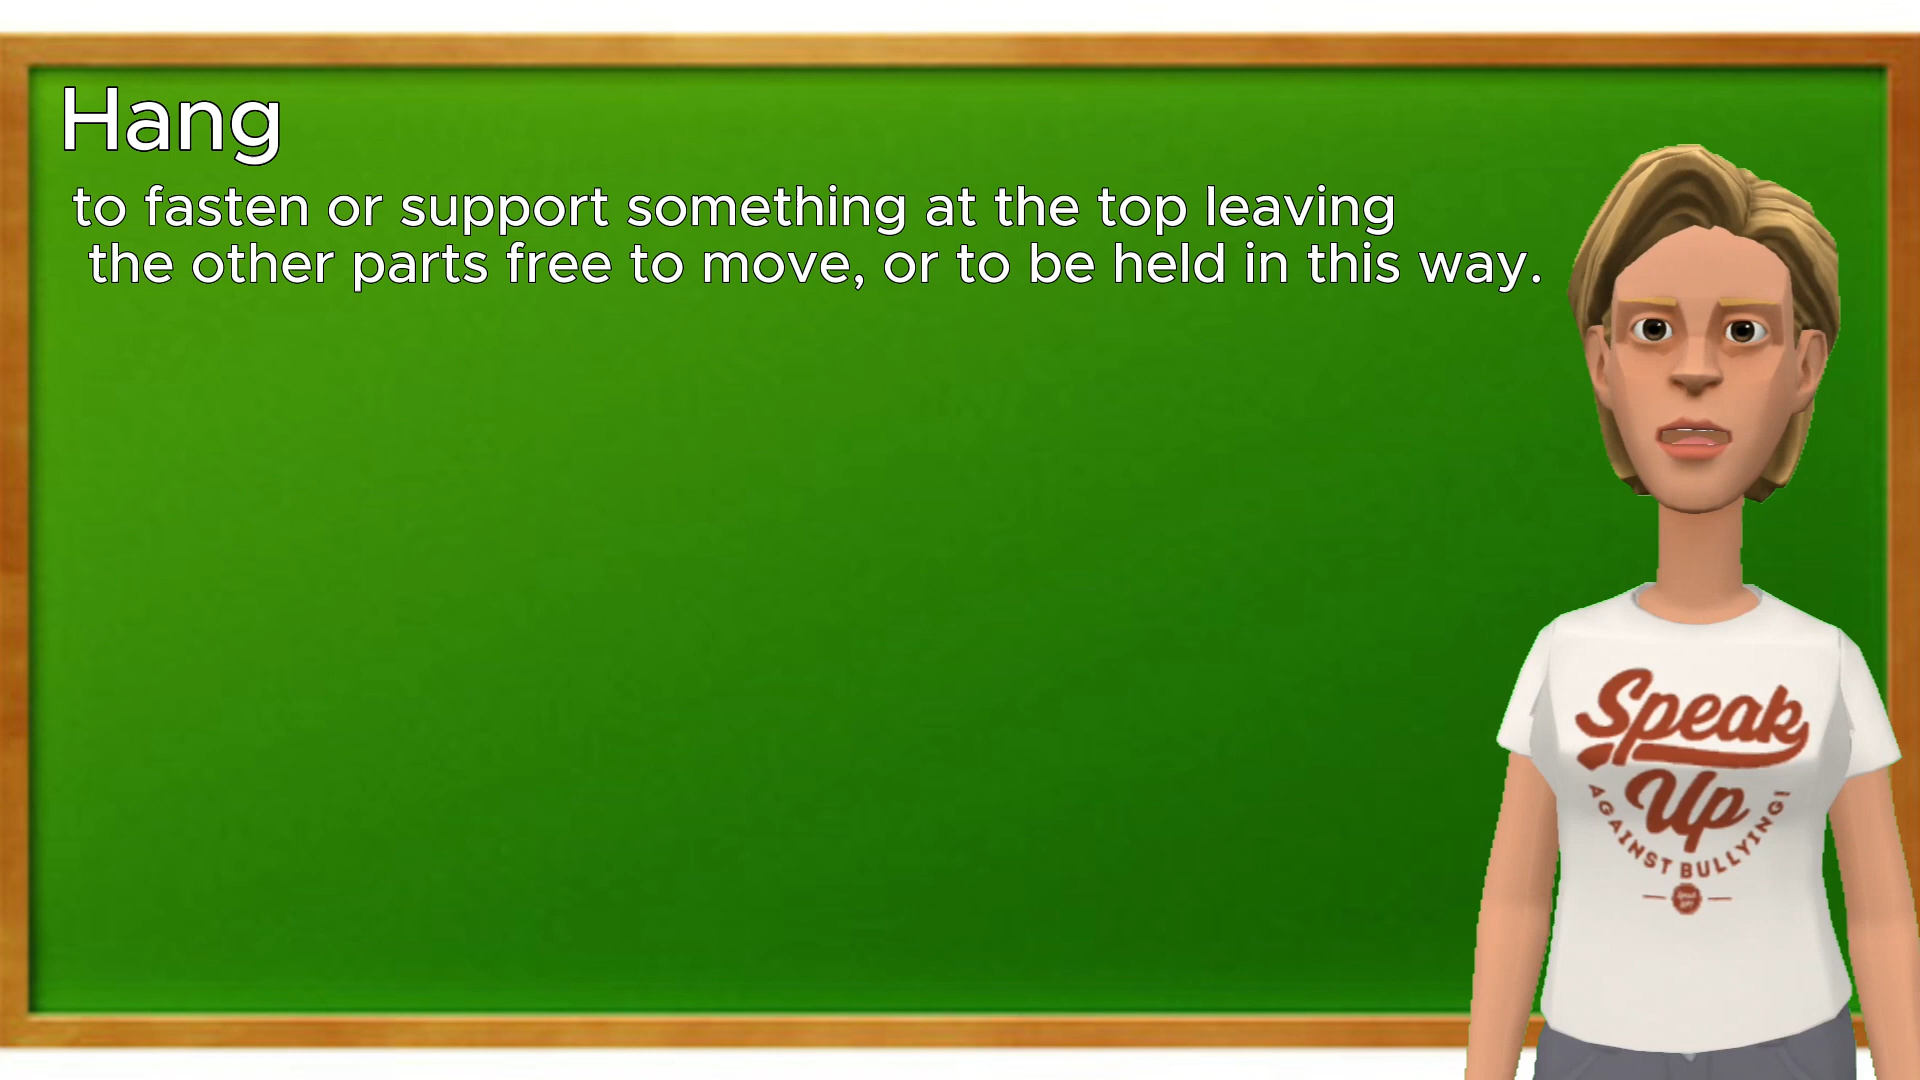 Hang
to fasten or support something at the top leaving
the other parts free to move, or to be held in this way.
Speak
Up
AGAINST BULLYING!